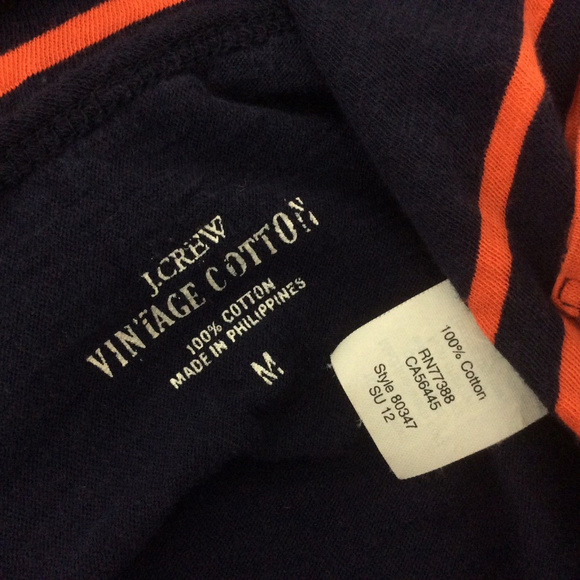 J.CREW
VINTAGE COTTON
100% COTTON
MADE IN PHILIPPINES
M
100% Cotton
RN77388
CA56445
Style 80347
SU 12